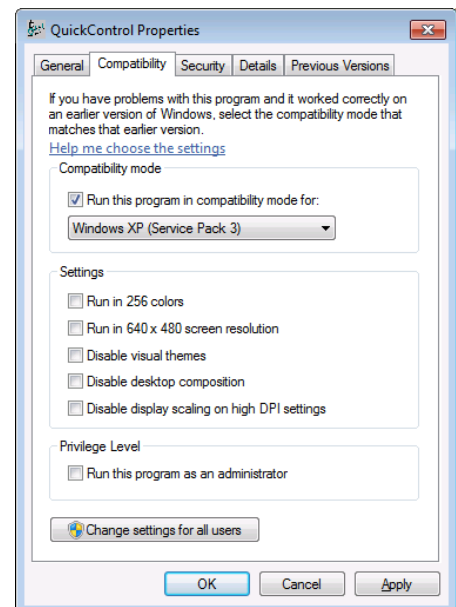 QuickControl Properties
General Compatibility Security Details Previous Versions
If you have problems with this program and it worked correctly on
an earlier version of Windows, select the compatibility mode that
matches that earlier version.
Help me choose the settings
Compatibility mode
Run this program in compatibility mode for:
Windows XP (Service Pack 3)
Settings
Run in 256 colors
Run in 640 x 480 screen resolution
Disable visual themes
Disable desktop composition
Disable display scaling on high DPI settings
Privilege Level
Run this program as an administrator
Change settings for all users
OK Cancel Apply